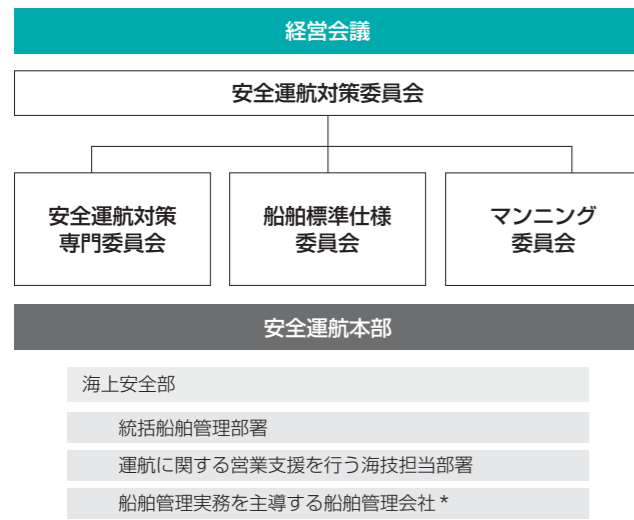 経営会議
安全運航対策委員会
安全運航対策
専門委員会
船舶標準仕様
委員会
マンニング
委員会
安全運航本部
海上安全部
統括船舶管理部署
運航に関する営業支援を行う海技担当部署
船舶管理実務を主導する船舶管理会社 *